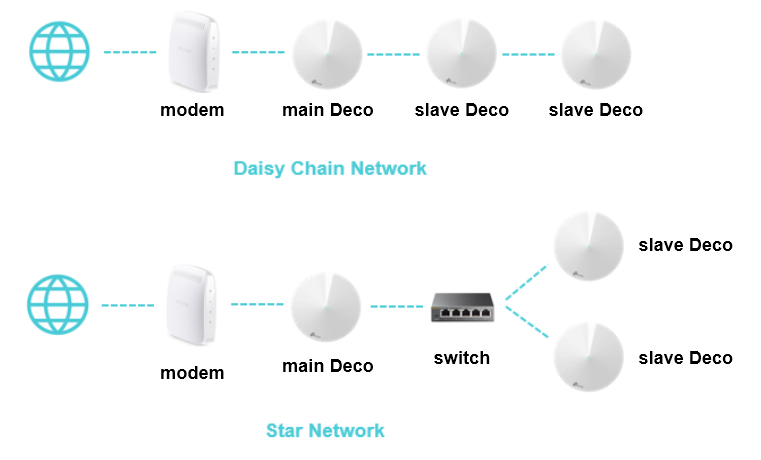 modem
main Deco
slave Deco
slave Deco
Daisy Chain Network
slave Deco
modem
main Deco
switch
slave Deco
Star Network